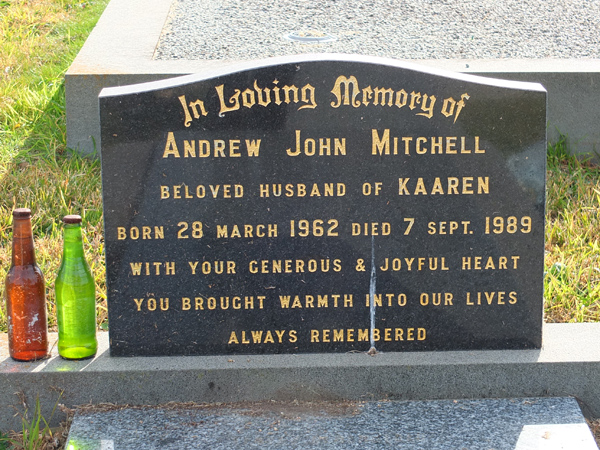 In Loving Memory of
ANDREW JOHN MITCHELL
BELOVED HUSBAND OF KAAREN
BORN 28 MARCH 1962 DIED 7 SEPT. 1989
WITH YOUR GENEROUS & JOYFUL HEART
YOU BROUGHT WARMTH INTO OUR LIVES
ALWAYS REMEMBERED